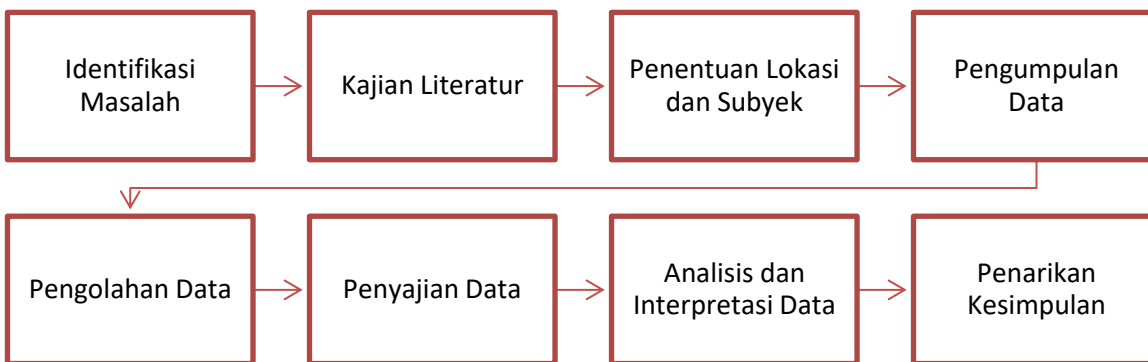 Identifikasi
Masalah
Kajian Literatur
Penentuan Lokasi
dan Subyek
Pengumpulan
Data
Pengolahan Data
Penyajian Data
Analisis dan
Interpretasi Data
Penarikan
Kesimpulan